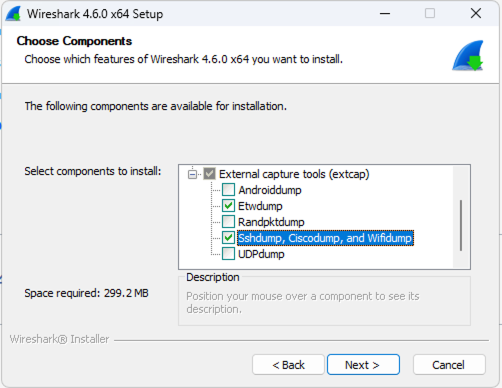 Wireshark 4.6.0 x64 Setup
Choose Components
Choose which features of Wireshark 4.6.0 x64 you want to install.
The following components are available for installation.
Select components to install:
External capture tools (extcap)
Androiddump
Etwdump
Randpktdump
Sshdump, Ciscodump, and Wifidump
UDPdump
Space required: 299.2 MB
Description
Position your mouse over a component to see its
description.
Wireshark® Installer
< Back
Next >
Cancel